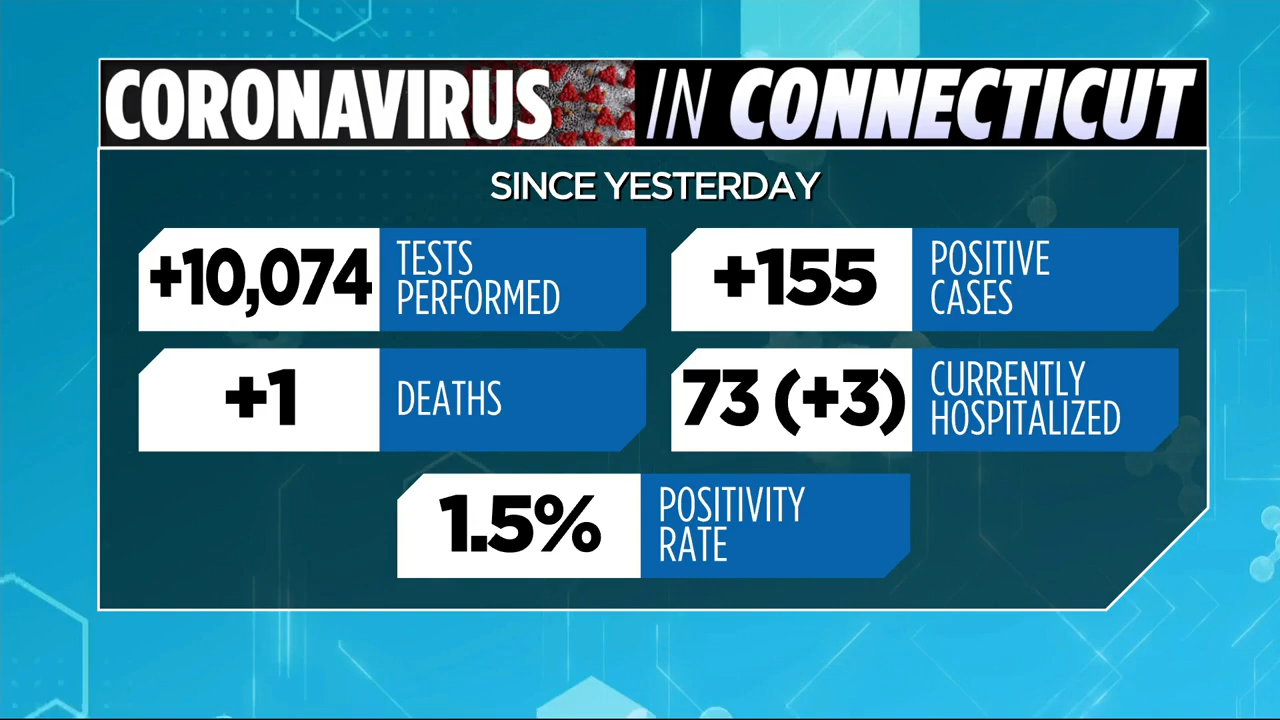 CORONAVIRUS IN CONNECTICUT
SINCE YESTERDAY
+10,074 TESTS
PERFORMED
+155 POSITIVE
CASES
+1 DEATHS
73 (+3) CURRENTLY
HOSPITALIZED
1.5% POSITIVITY
RATE